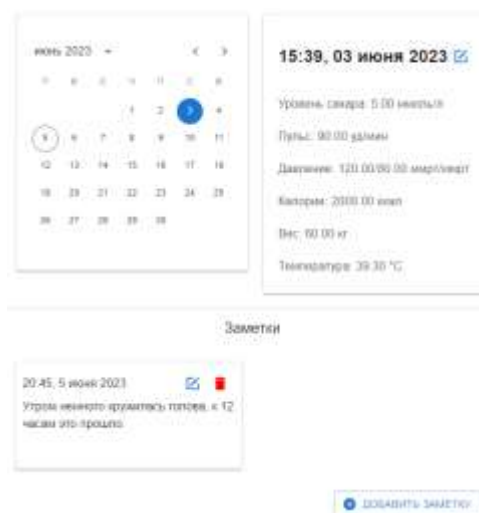 июнь 2023
1 2 3 4
5 6 7 8 9 10 11
12 13 14 15 16 17 18
19 20 21 22 23 24 25
26 27 28 29 30
15:39, 03 июня 2023
Уровень сахара: 5.00 ммоль/л
Пульс: 90.00 уд/мин
Давление: 120.00/80.00 ммрт/ммрт
Калории: 2000.00 ккал
Вес: 60.00 кг
Температура: 39.30 °C
Заметки
20:45, 5 июня 2023
Утром немного кружилась голова, к 12
часам это прошло.
ДОБАВИТЬ ЗАМЕТКУ